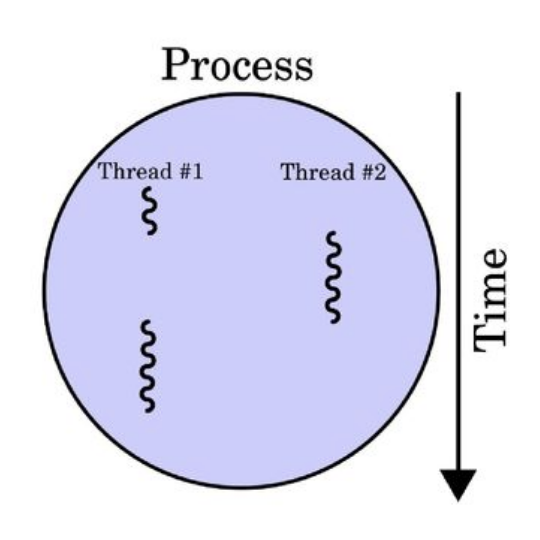 Process
Thread #1
Thread #2
Time